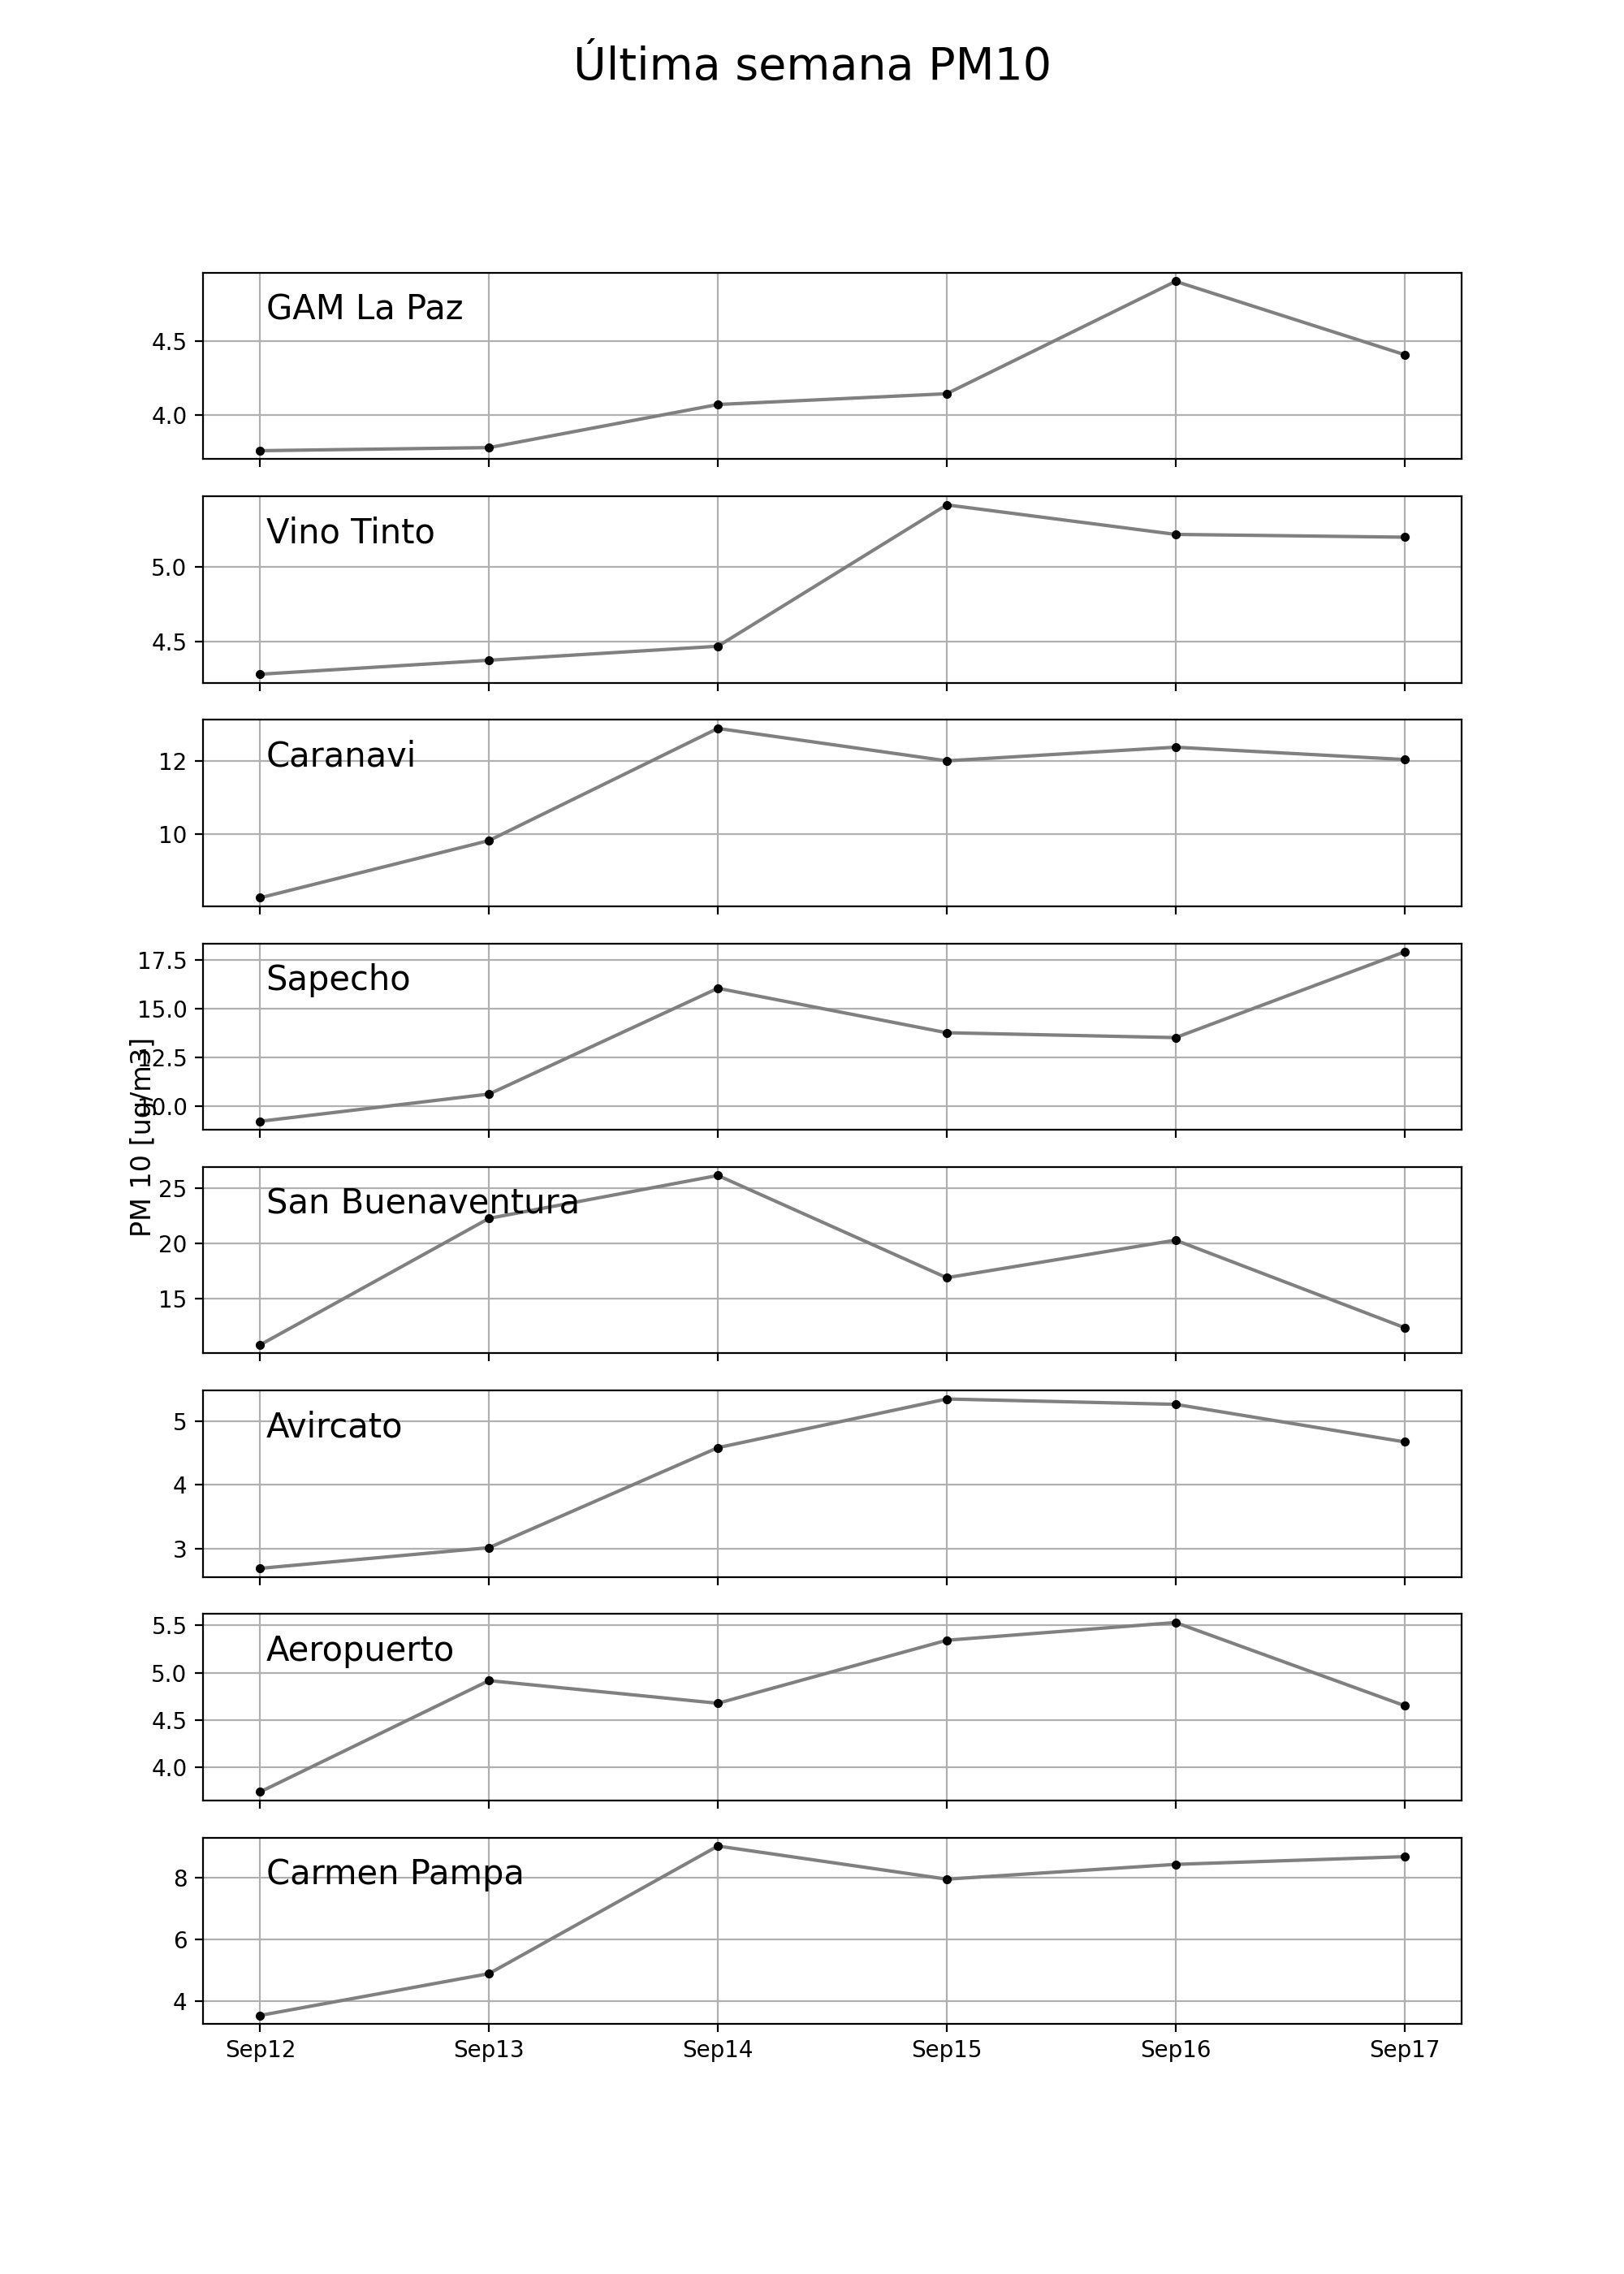 Última semana PM10
GAM La Paz
4.5
4.0
Vino Tinto
5.0
4.5
Caranavi
12
10
PM 10 [ug/m3]
Sapecho
17.5
15.0
12.5
10.0
San Buenaventura
25
20
15
Avircato
5
4
3
Aeropuerto
5.5
5.0
4.5
4.0
Carmen Pampa
8
6
4
Sep12 Sep13 Sep14 Sep15 Sep16 Sep17